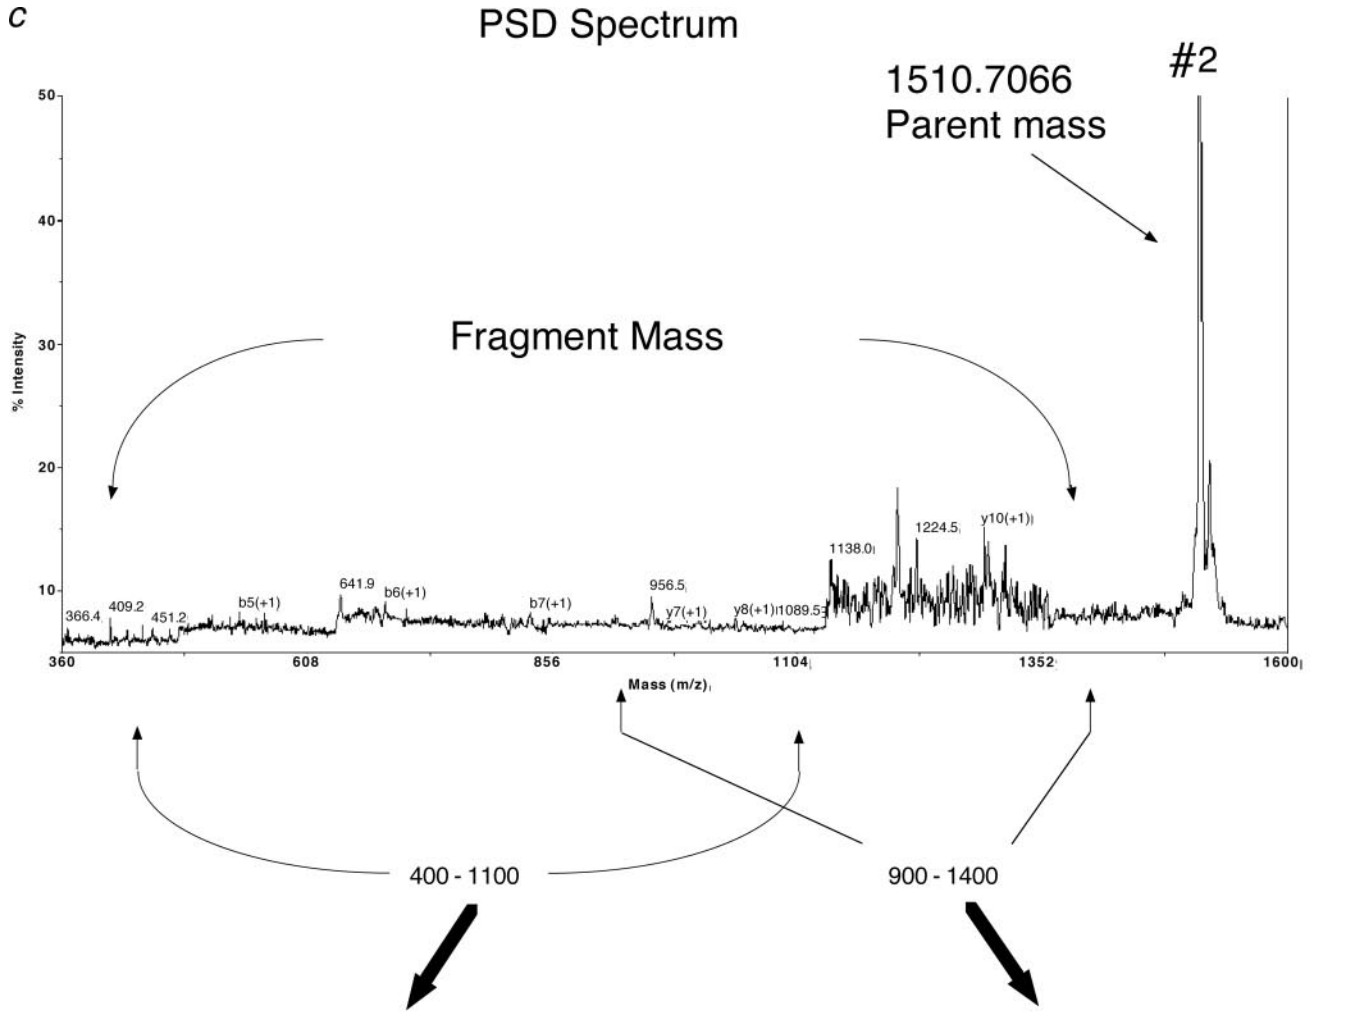 c
PSD Spectrum
#2
1510.7066
Parent mass
50
40
30
20
10
% Intensity
Fragment Mass
366.4
409.2
451.2
b5(+1)
641.9
b6(+1)
b7(+1)
956.5
y7(+1)
y8(+1)
1089.5
1138.0
1224.5
y10(+1)
360 608 856 1104 1352 1600
Mass (m/z)
400 - 1100 900 - 1400